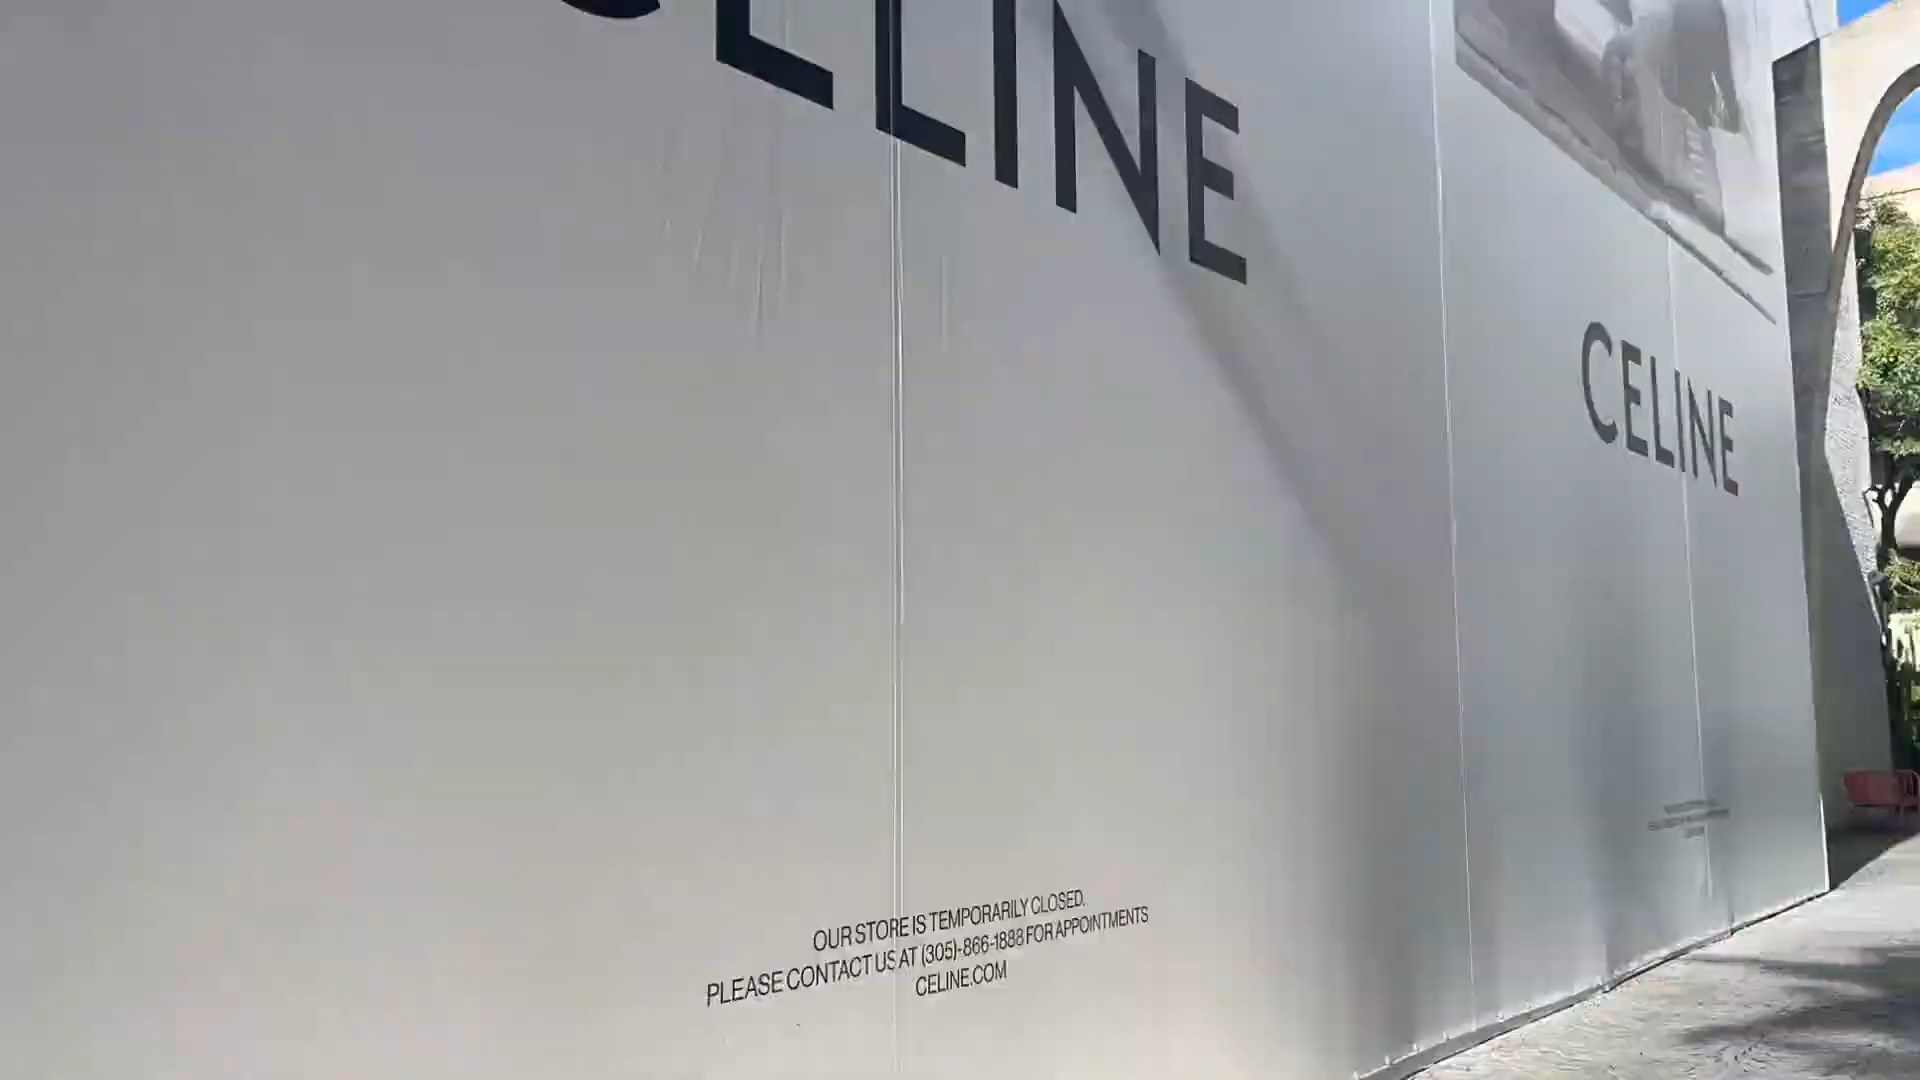 CELINE
CELINE
OUR STORE IS TEMPORARILY CLOSED.
PLEASE CONTACT US AT (305)-866-1888 FOR APPOINTMENTS
CELINE.COM